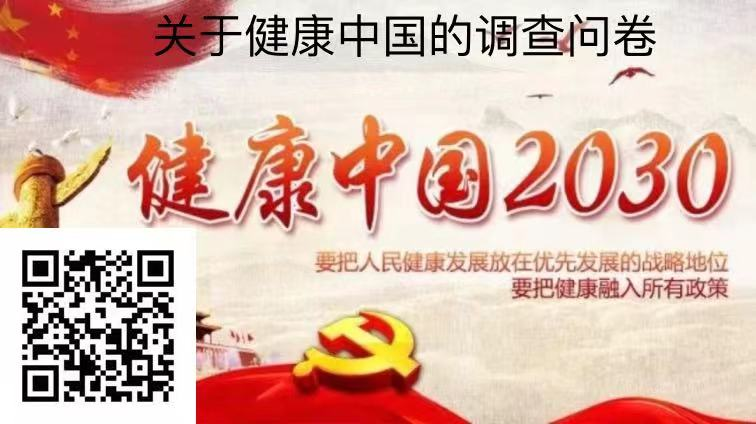 关于健康中国的调查问卷
健康中国2030
要把人民健康发展放在优先发展的战略地位
要把健康融入所有政策